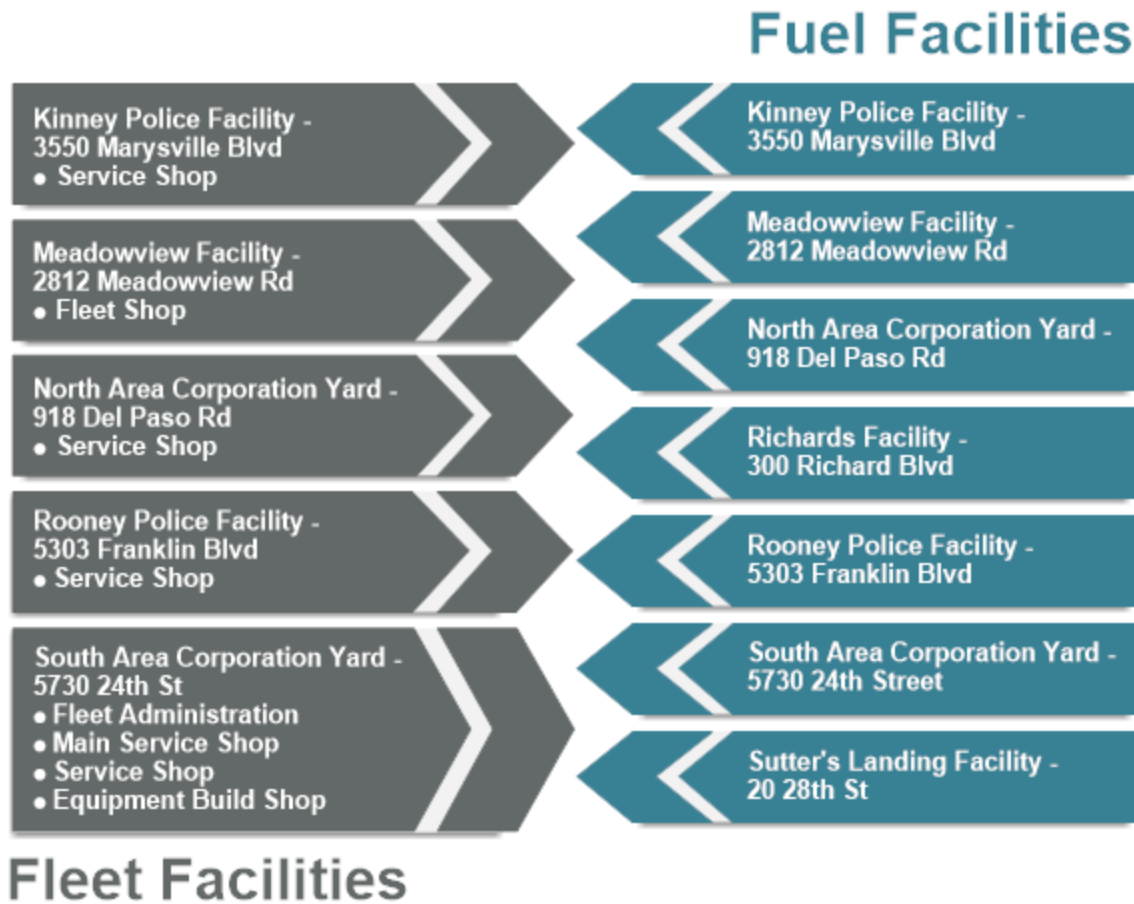 Fuel Facilities
Kinney Police Facility -
3550 Marysville Blvd
• Service Shop
Meadowview Facility -
2812 Meadowview Rd
• Fleet Shop
North Area Corporation Yard -
918 Del Paso Rd
• Service Shop
Rooney Police Facility -
5303 Franklin Blvd
• Service Shop
South Area Corporation Yard -
5730 24th St
• Fleet Administration
• Main Service Shop
• Service Shop
• Equipment Build Shop
Fleet Facilities
Kinney Police Facility -
3550 Marysville Blvd
Meadowview Facility -
2812 Meadowview Rd
North Area Corporation Yard -
918 Del Paso Rd
Richards Facility -
300 Richard Blvd
Rooney Police Facility -
5303 Franklin Blvd
South Area Corporation Yard -
5730 24th Street
Sutter's Landing Facility -
20 28th St